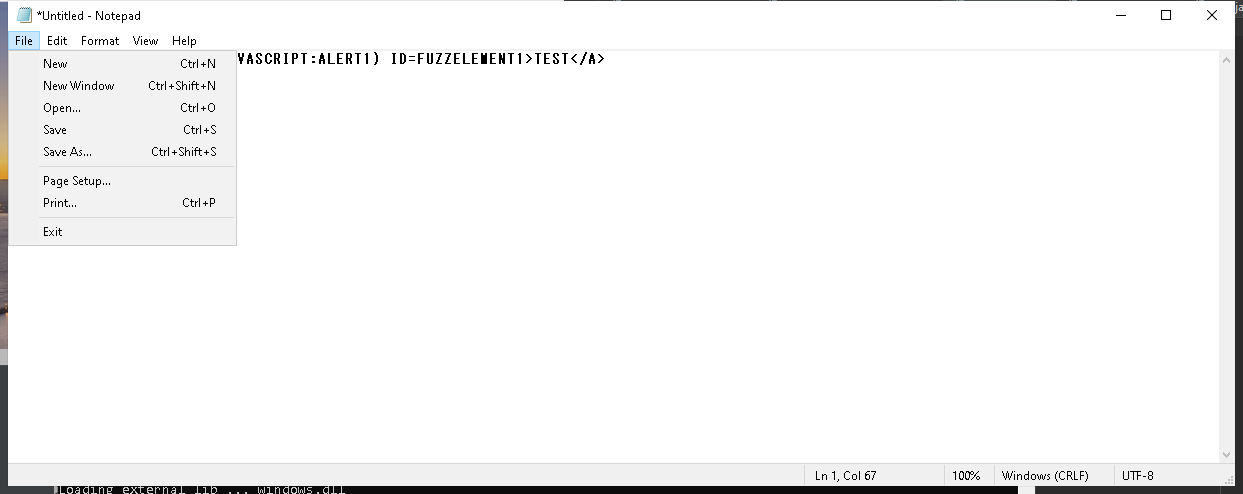 *Untitled - Notepad
File Edit Format View Help
VASCRIPT:ALERT1) ID=FUZZELEMENT1>TEST</A>
New Ctrl+N
New Window Ctrl+Shift+N
Open... Ctrl+O
Save Ctrl+S
Save As... Ctrl+Shift+S
Page Setup...
Print... Ctrl+P
Exit
Ln 1, Col 67 100% Windows (CRLF) UTF-8
Loading external lib ... windows.dll